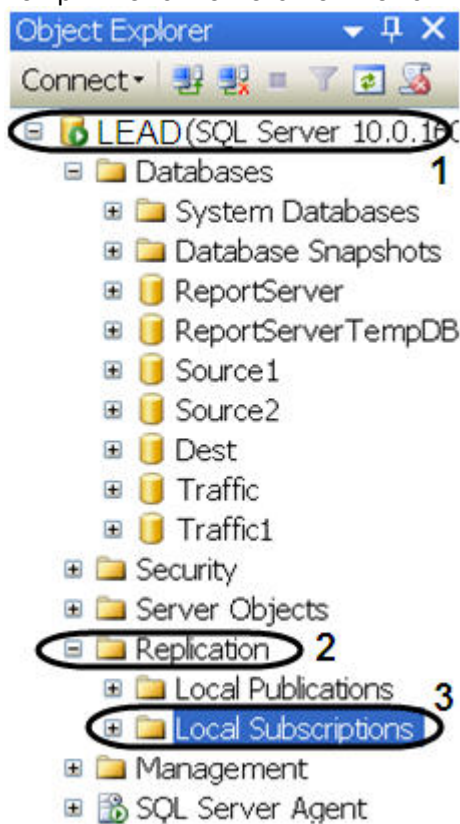 Object Explorer
Connect
LEAD (SQL Server 10.0.160
1
Databases
System Databases
Database Snapshots
ReportServer
ReportServerTempDB
Source1
Source2
Dest
Traffic
Traffic1
Security
Server Objects
Replication 2
Local Publications
3
Local Subscriptions
Management
SQL Server Agent